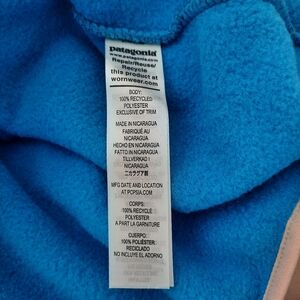 patagonia
www.patagonia.com
Repair/Reuse/
Recycle
this product at
wornwear.com
BODY:
100% RECYCLED
POLYESTER
EXCLUSIVE OF TRIM
MADE IN NICARAGUA
FABRIQUÉ AU
NICARAGUA
HECHO EN NICARAGUA
FATTO IN NICARAGUA
TILLVERKAD I
NICARAGUA
ニカラグア製
MFG DATE AND LOCATION
AT PCPSIA.COM
CORPS:
100% RECYCLÉ
POLYESTER
A PART LA GARNITURE
CUERPO:
100% POLIÉSTER
RECICLADO
NO INCLUYE EL ADORNO